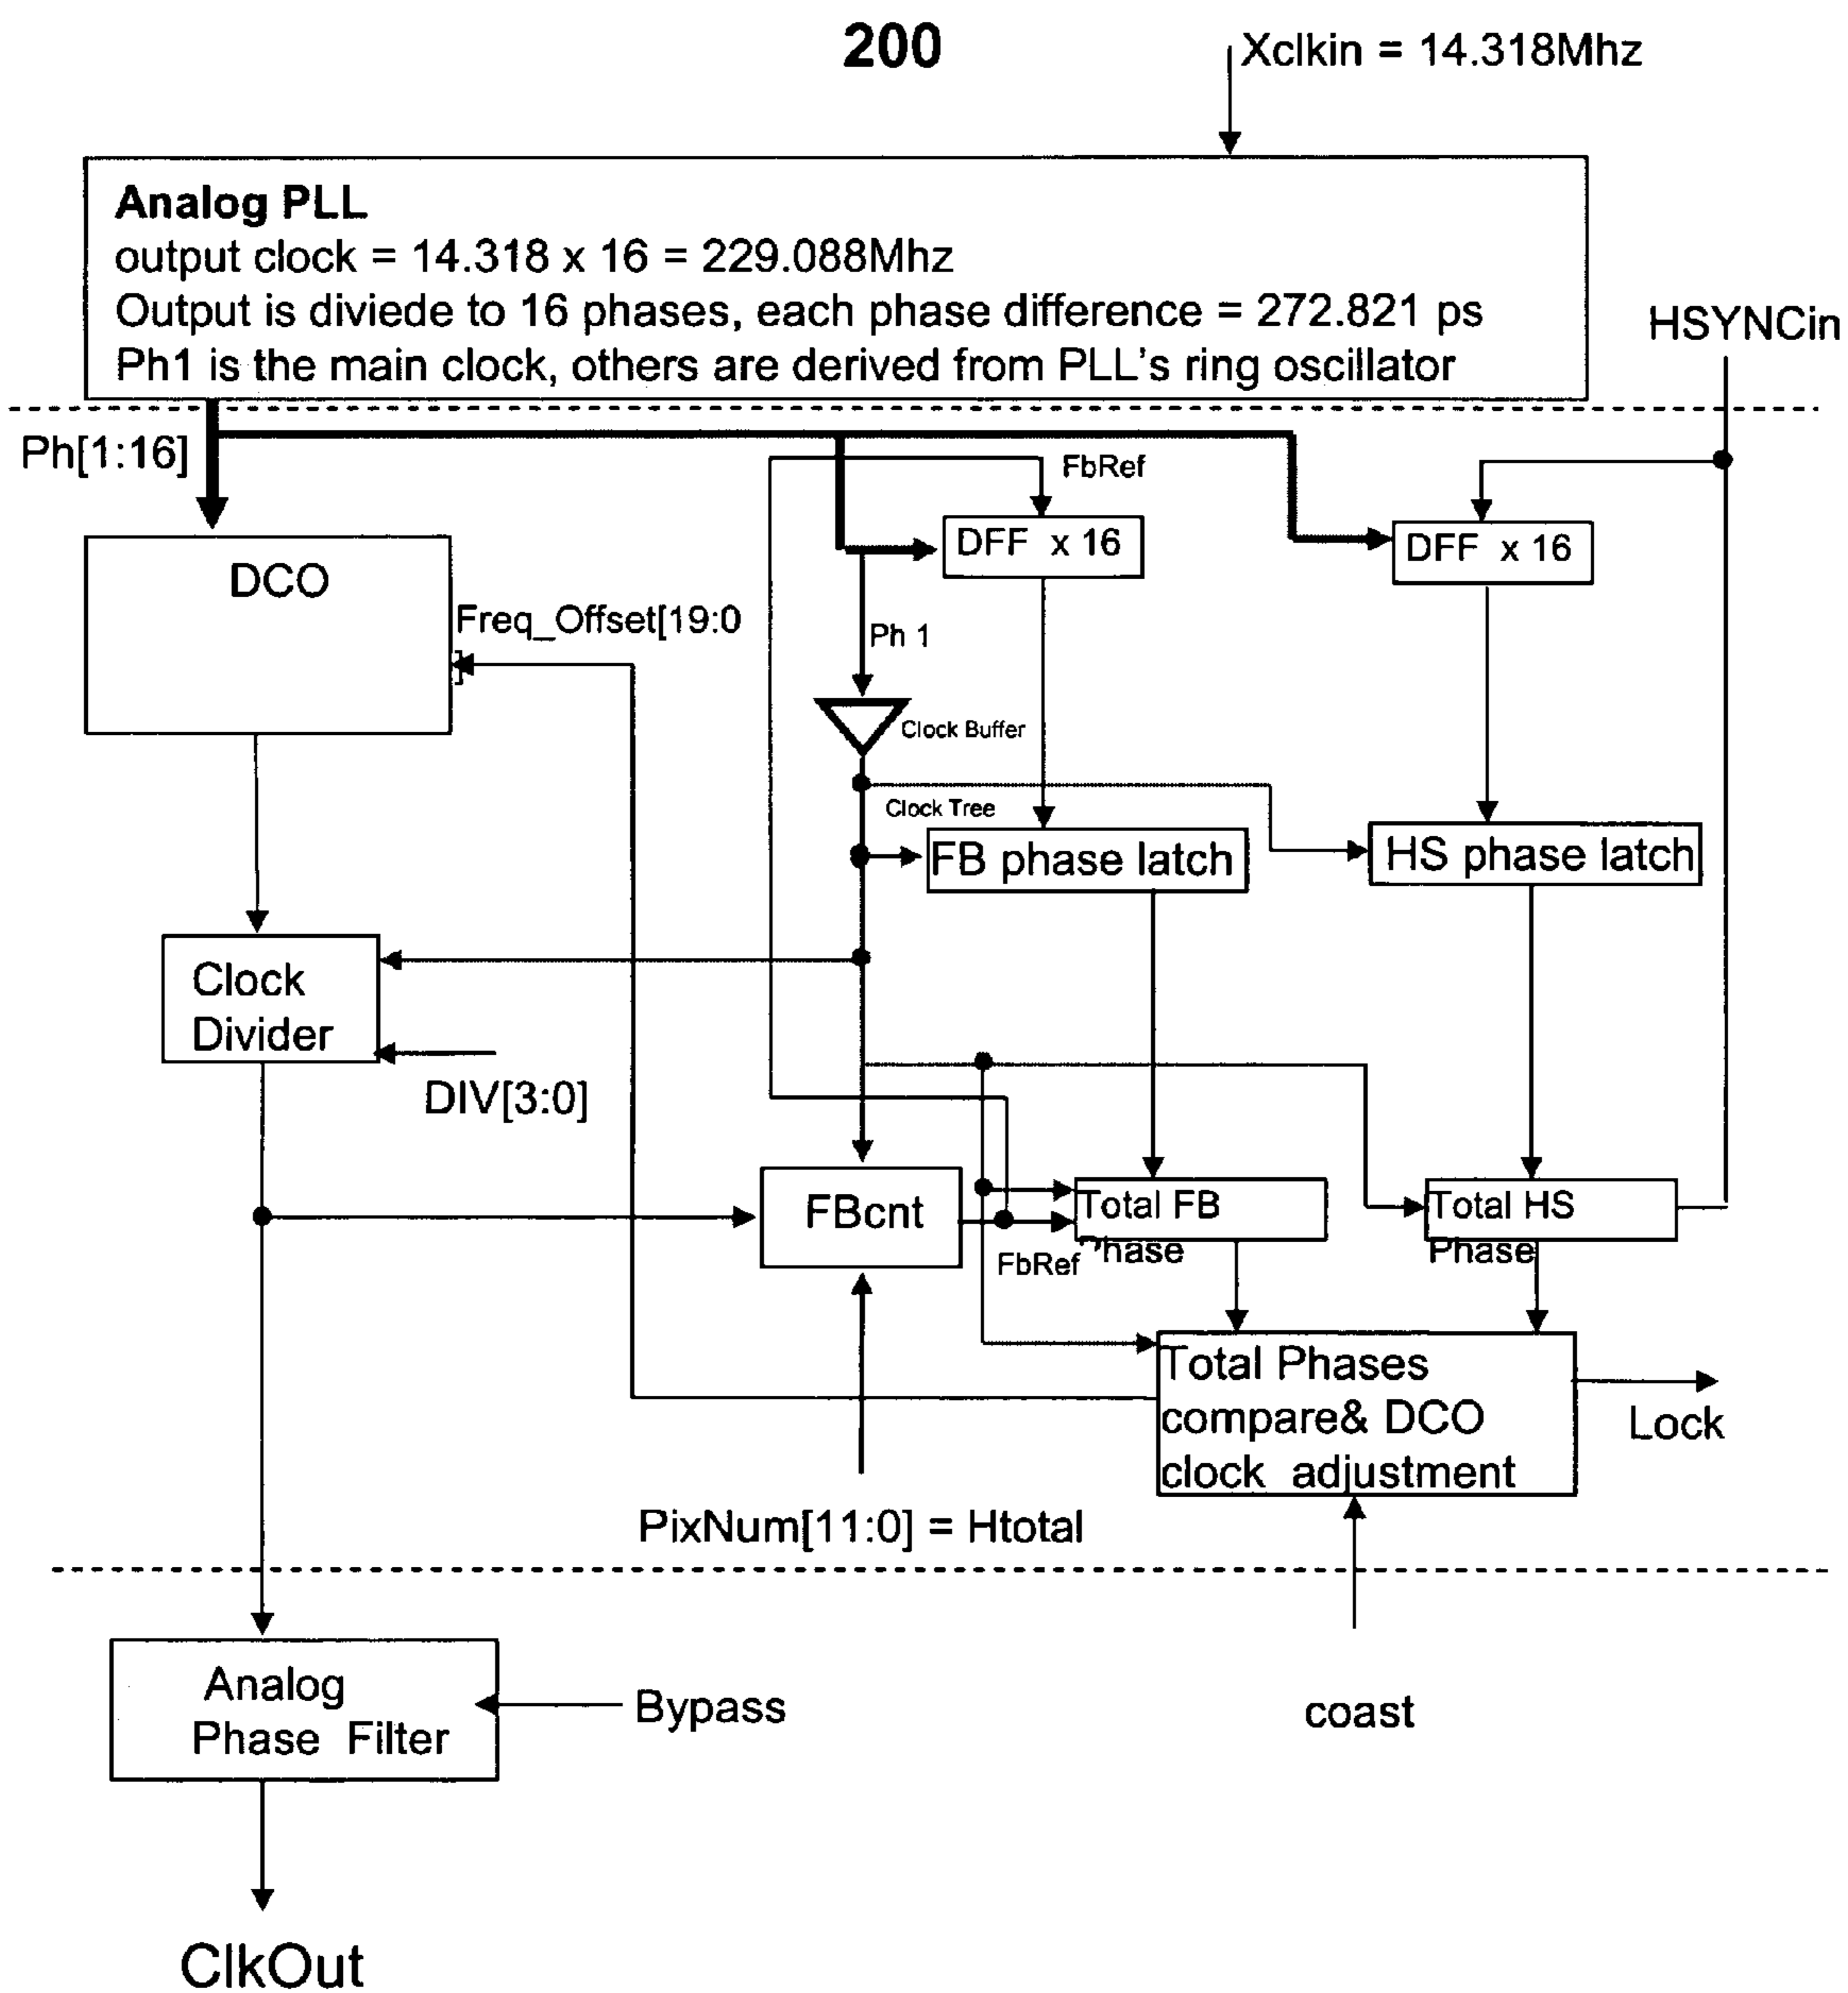 200
Xclkin = 14.318Mhz
Analog PLL
output clock = 14.318 x 16 = 229.088Mhz
Output is diviede to 16 phases, each phase difference = 272.821 ps
Ph1 is the main clock, others are derived from PLL's ring oscillator
HSYNCin
Ph[1:16]
FbRef
DFF x 16
DFF x 16
DCO
Freq_Offset[19:0
]
Ph 1
Clock Buffer
Clock Tree
FB phase latch
HS phase latch
Clock
Divider
DIV[3:0]
FBcnt
Total FB
Phase
Total HS
Phase
FbRef
Total Phases
compare& DCO
clock adjustment
Lock
PixNum[11:0] = Htotal
Analog
Phase Filter
Bypass
coast
ClkOut